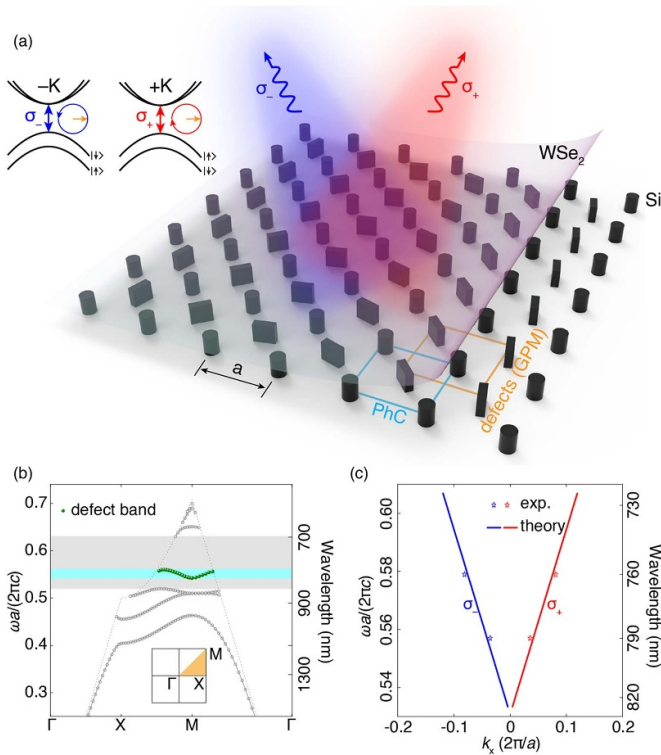 (a)
−K
+K
σ₋
σ₊
|↓>
|↑>
|↓>
|↑>
σ₋
σ₊
WSe₂
Si
a
PhC
defects (GPM)
(b)
0.7
0.6
0.5
0.4
0.3
ωa/(2πc)
defect band
700
900
1300
Wavelength (nm)
M
Γ
X
Γ
X
M
Γ
(c)
0.60
0.58
0.56
0.54
ωa/(2πc)
exp.
theory
σ₋
σ₊
730
760
790
820
Wavelength (nm)
-0.2
-0.1
0
0.1
0.2
kₓ (2π/a)